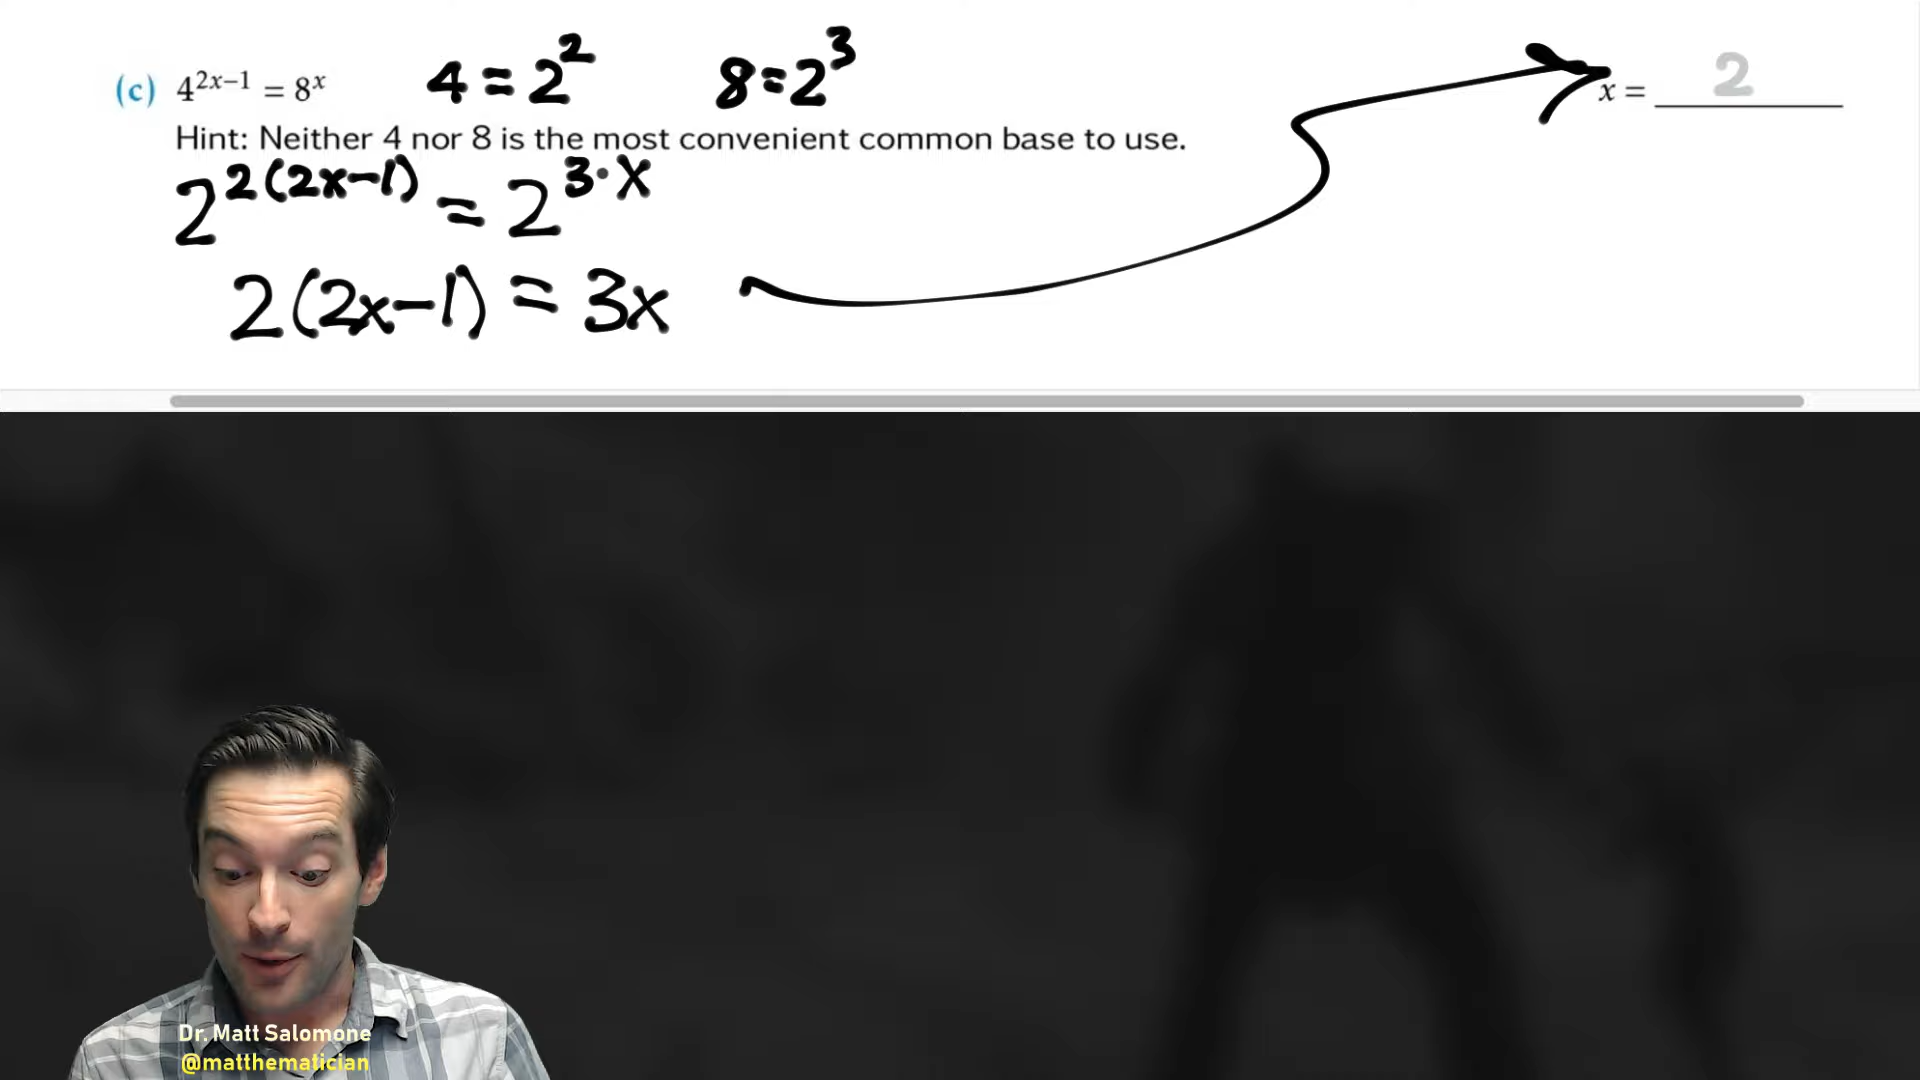 (c) 4^{2x−1} = 8^x 4 = 2^2 8 = 2^3 x = 2
Hint: Neither 4 nor 8 is the most convenient common base to use.
2^{2(2x−1)} = 2^{3·x}
2(2x−1) = 3x
Dr. Matt Salomone
@matthematician